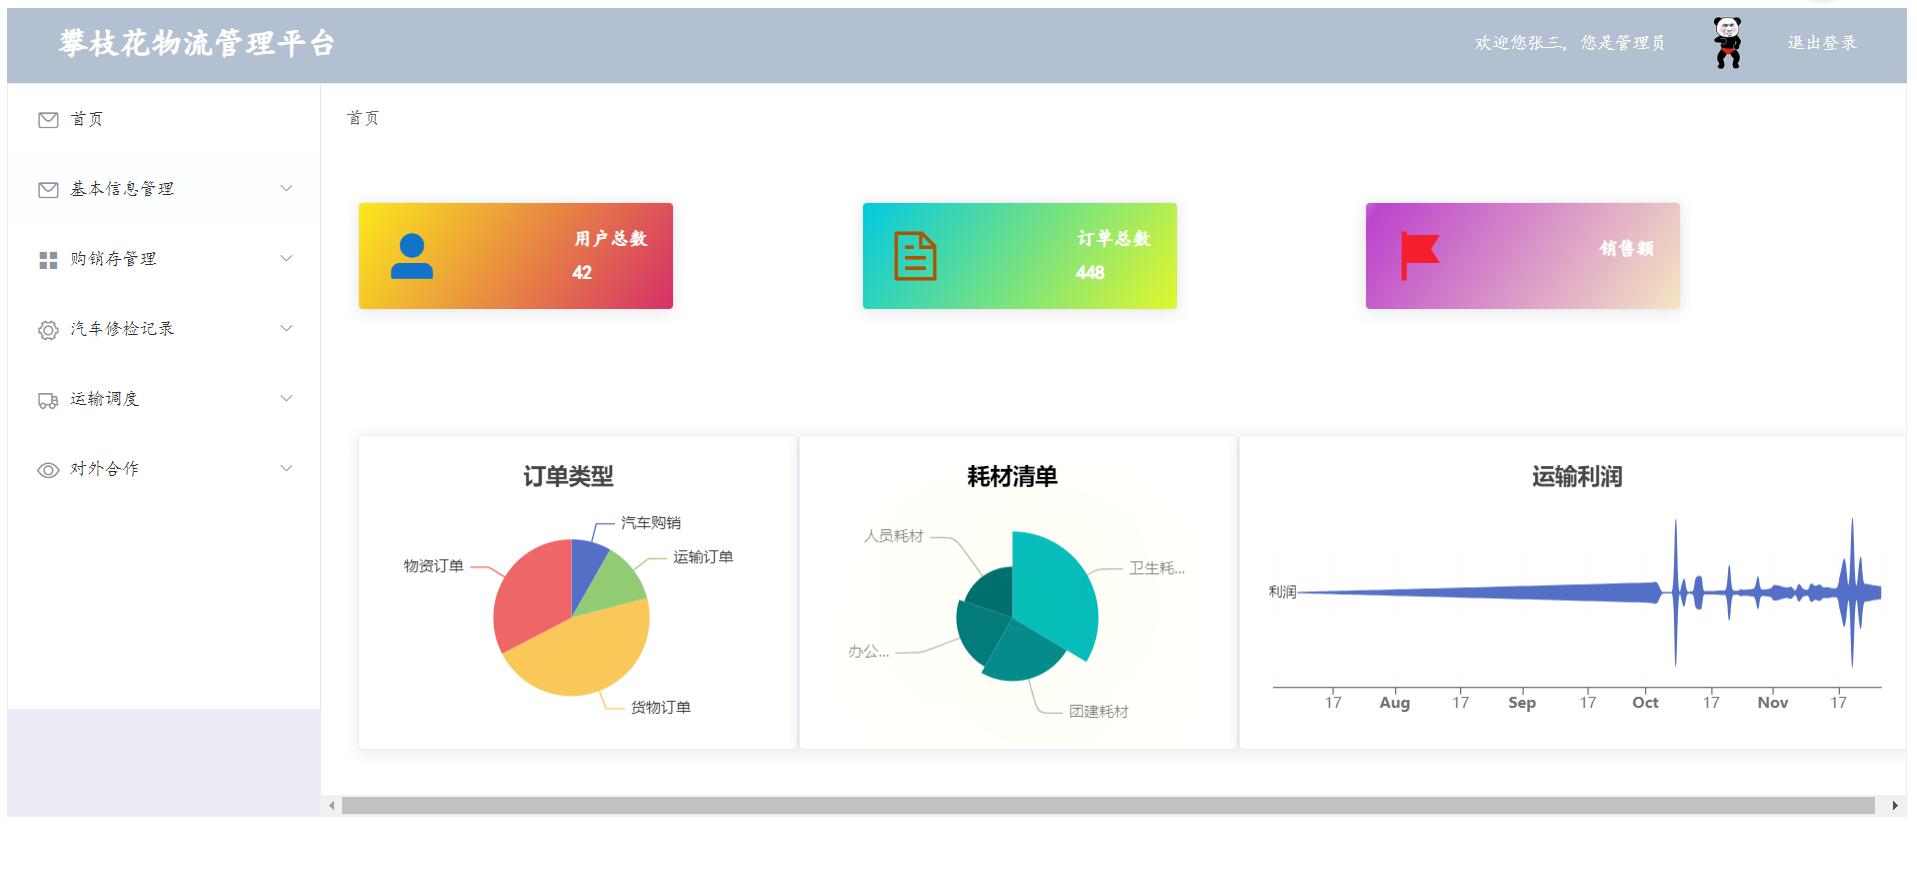 攀枝花物流管理平台
欢迎您张三，您是管理员
退出登录
首页
基本信息管理
购销存管理
汽车修检记录
运输调度
对外合作
首页
用户总数
42
订单总数
448
销售额
订单类型
汽车购销
运输订单
物资订单
货物订单
耗材清单
人员耗材
卫生耗...
办公...
团建耗材
运输利润
利润
17 Aug 17 Sep 17 Oct 17 Nov 17